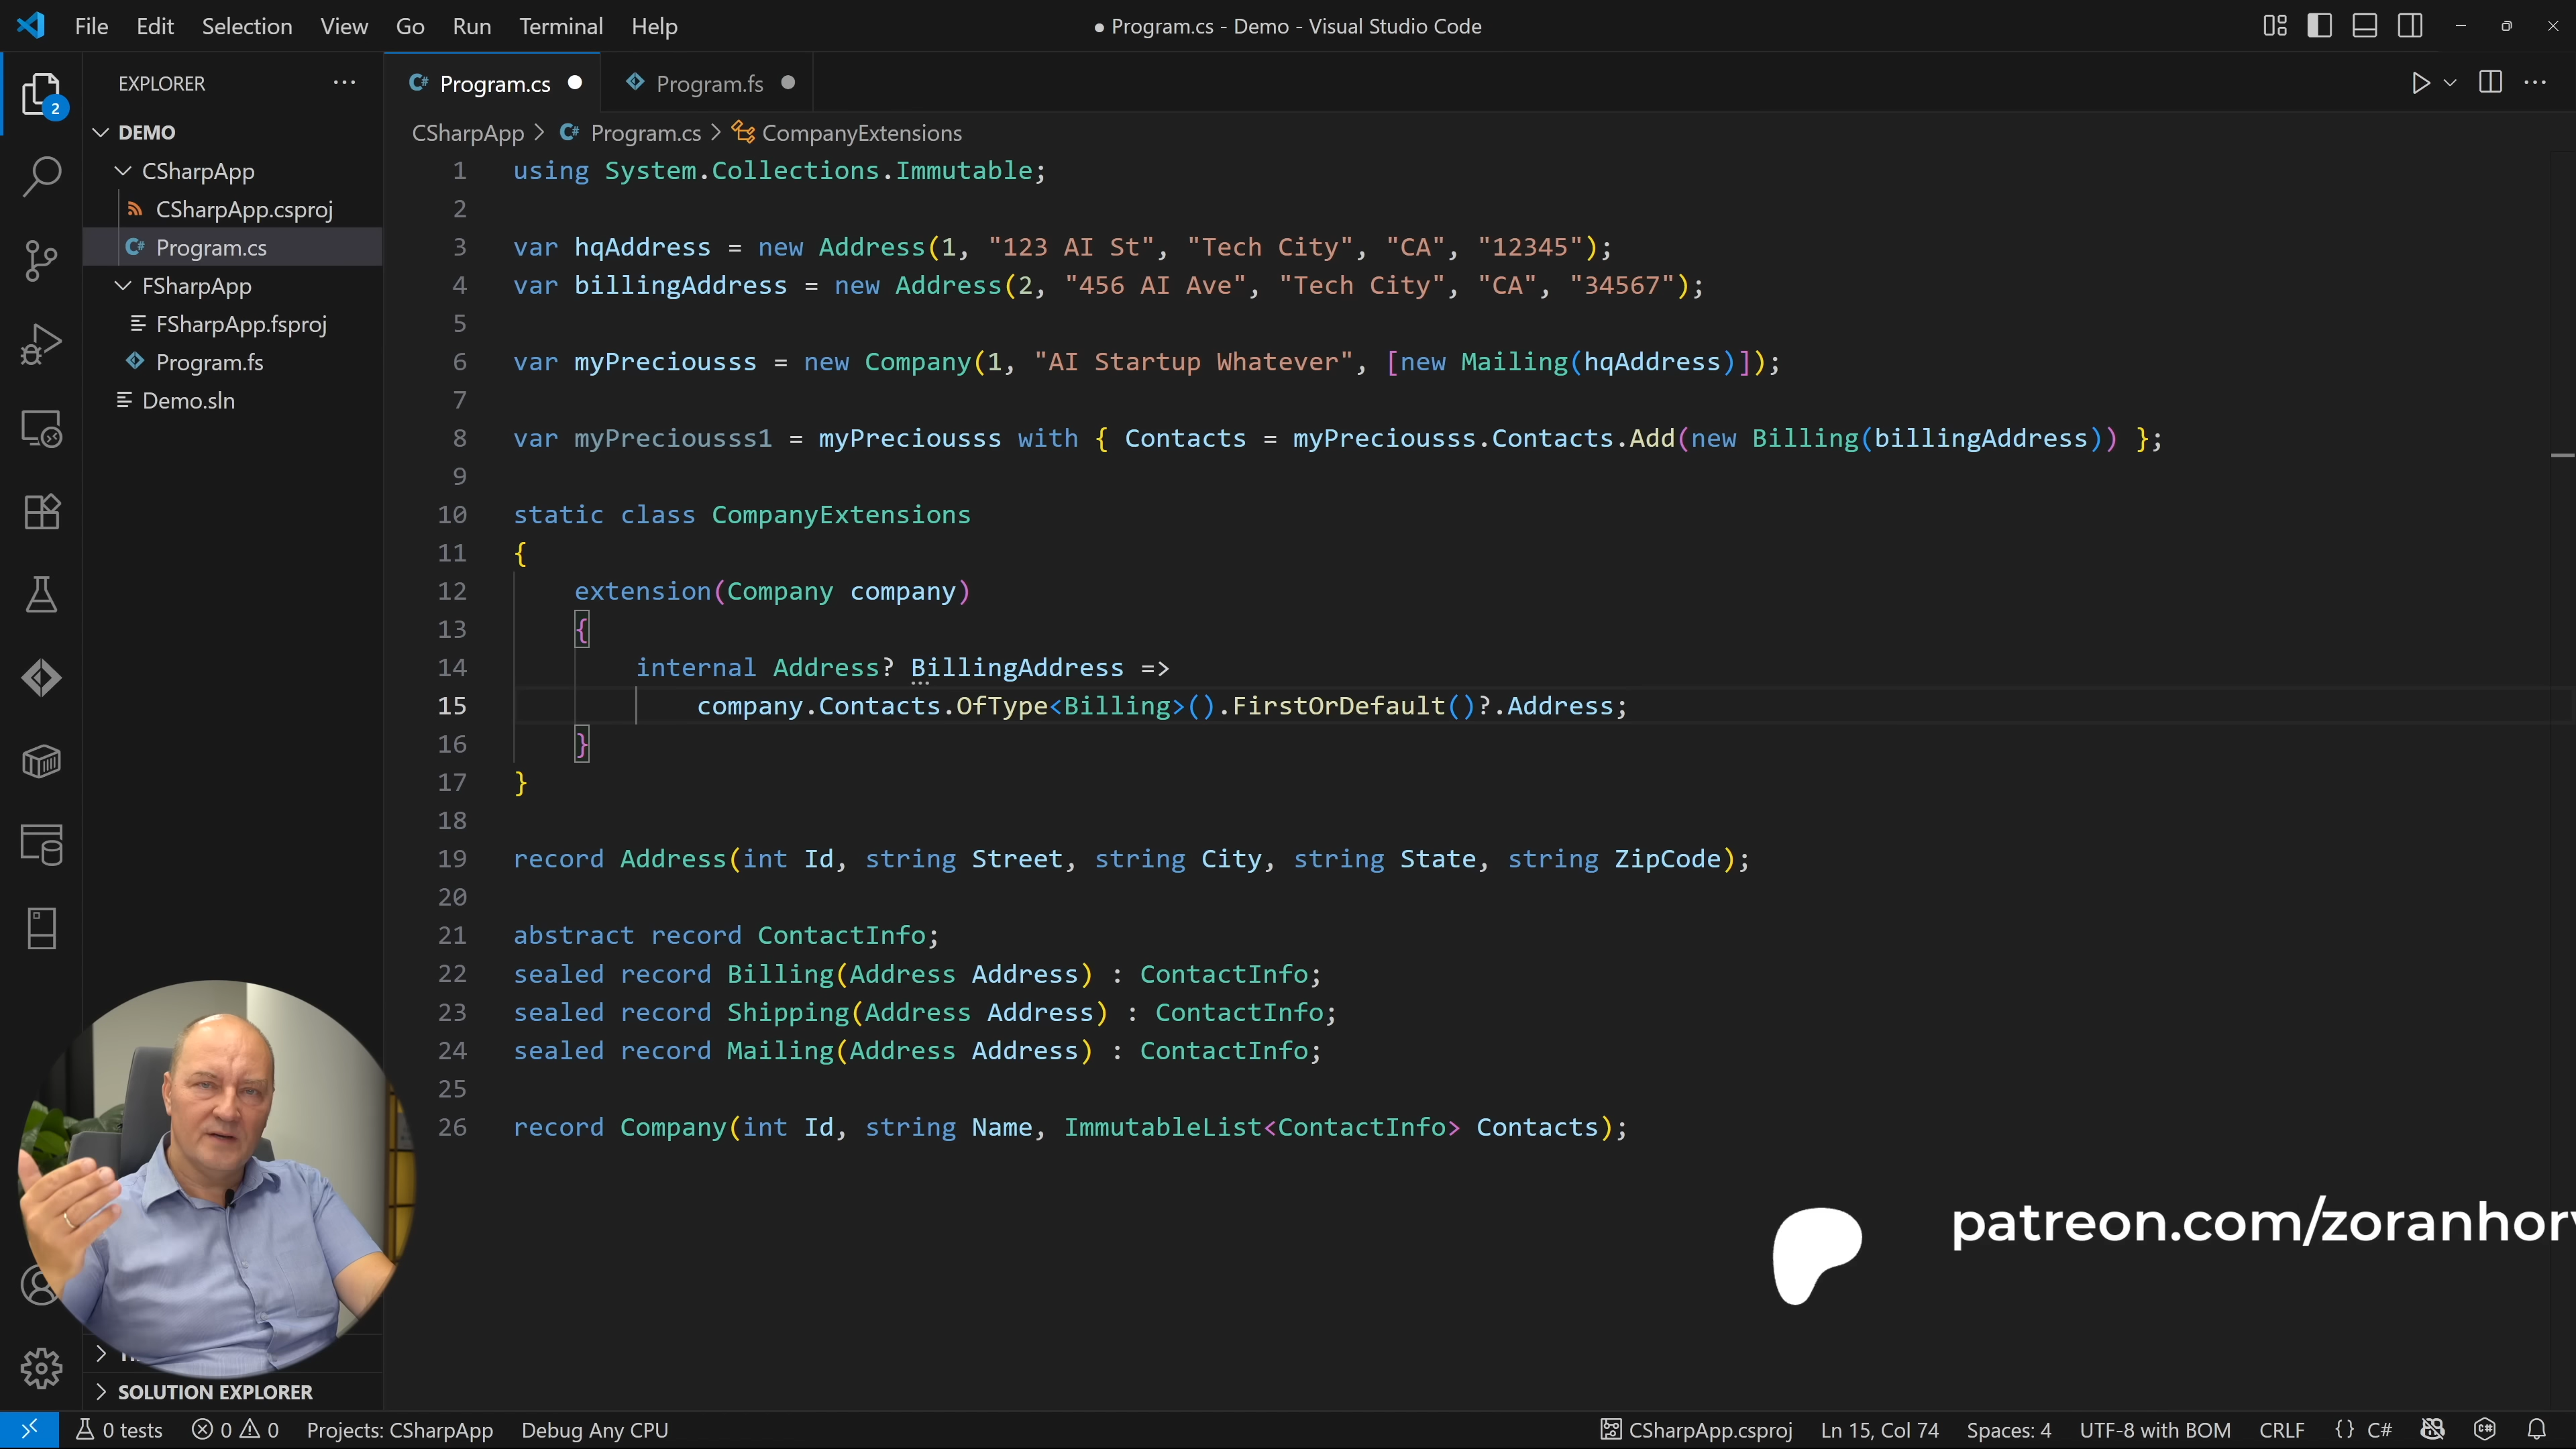 File Edit Selection View Go Run Terminal Help
● Program.cs - Demo - Visual Studio Code
EXPLORER
2
DEMO
CSharpApp
CSharpApp.csproj
C# Program.cs
FSharpApp
FSharpApp.fsproj
Program.fs
Demo.sln
SOLUTION EXPLORER
C# Program.cs
Program.fs
CSharpApp > C# Program.cs > CompanyExtensions
1 using System.Collections.Immutable;
2
3 var hqAddress = new Address(1, "123 AI St", "Tech City", "CA", "12345");
4 var billingAddress = new Address(2, "456 AI Ave", "Tech City", "CA", "34567");
5
6 var myPreciousss = new Company(1, "AI Startup Whatever", [new Mailing(hqAddress)]);
7
8 var myPreciousss1 = myPreciousss with { Contacts = myPreciousss.Contacts.Add(new Billing(billingAddress)) };
9
10 static class CompanyExtensions
11 {
12     extension(Company company)
13     {
14         internal Address? BillingAddress =>
15             company.Contacts.OfType<Billing>().FirstOrDefault()?.Address;
16     }
17 }
18
19 record Address(int Id, string Street, string City, string State, string ZipCode);
20
21 abstract record ContactInfo;
22 sealed record Billing(Address Address) : ContactInfo;
23 sealed record Shipping(Address Address) : ContactInfo;
24 sealed record Mailing(Address Address) : ContactInfo;
25
26 record Company(int Id, string Name, ImmutableList<ContactInfo> Contacts);
patreon.com/zoranhorv
0 tests 0 0 Projects: CSharpApp Debug Any CPU
CSharpApp.csproj Ln 15, Col 74 Spaces: 4 UTF-8 with BOM CRLF {} C#